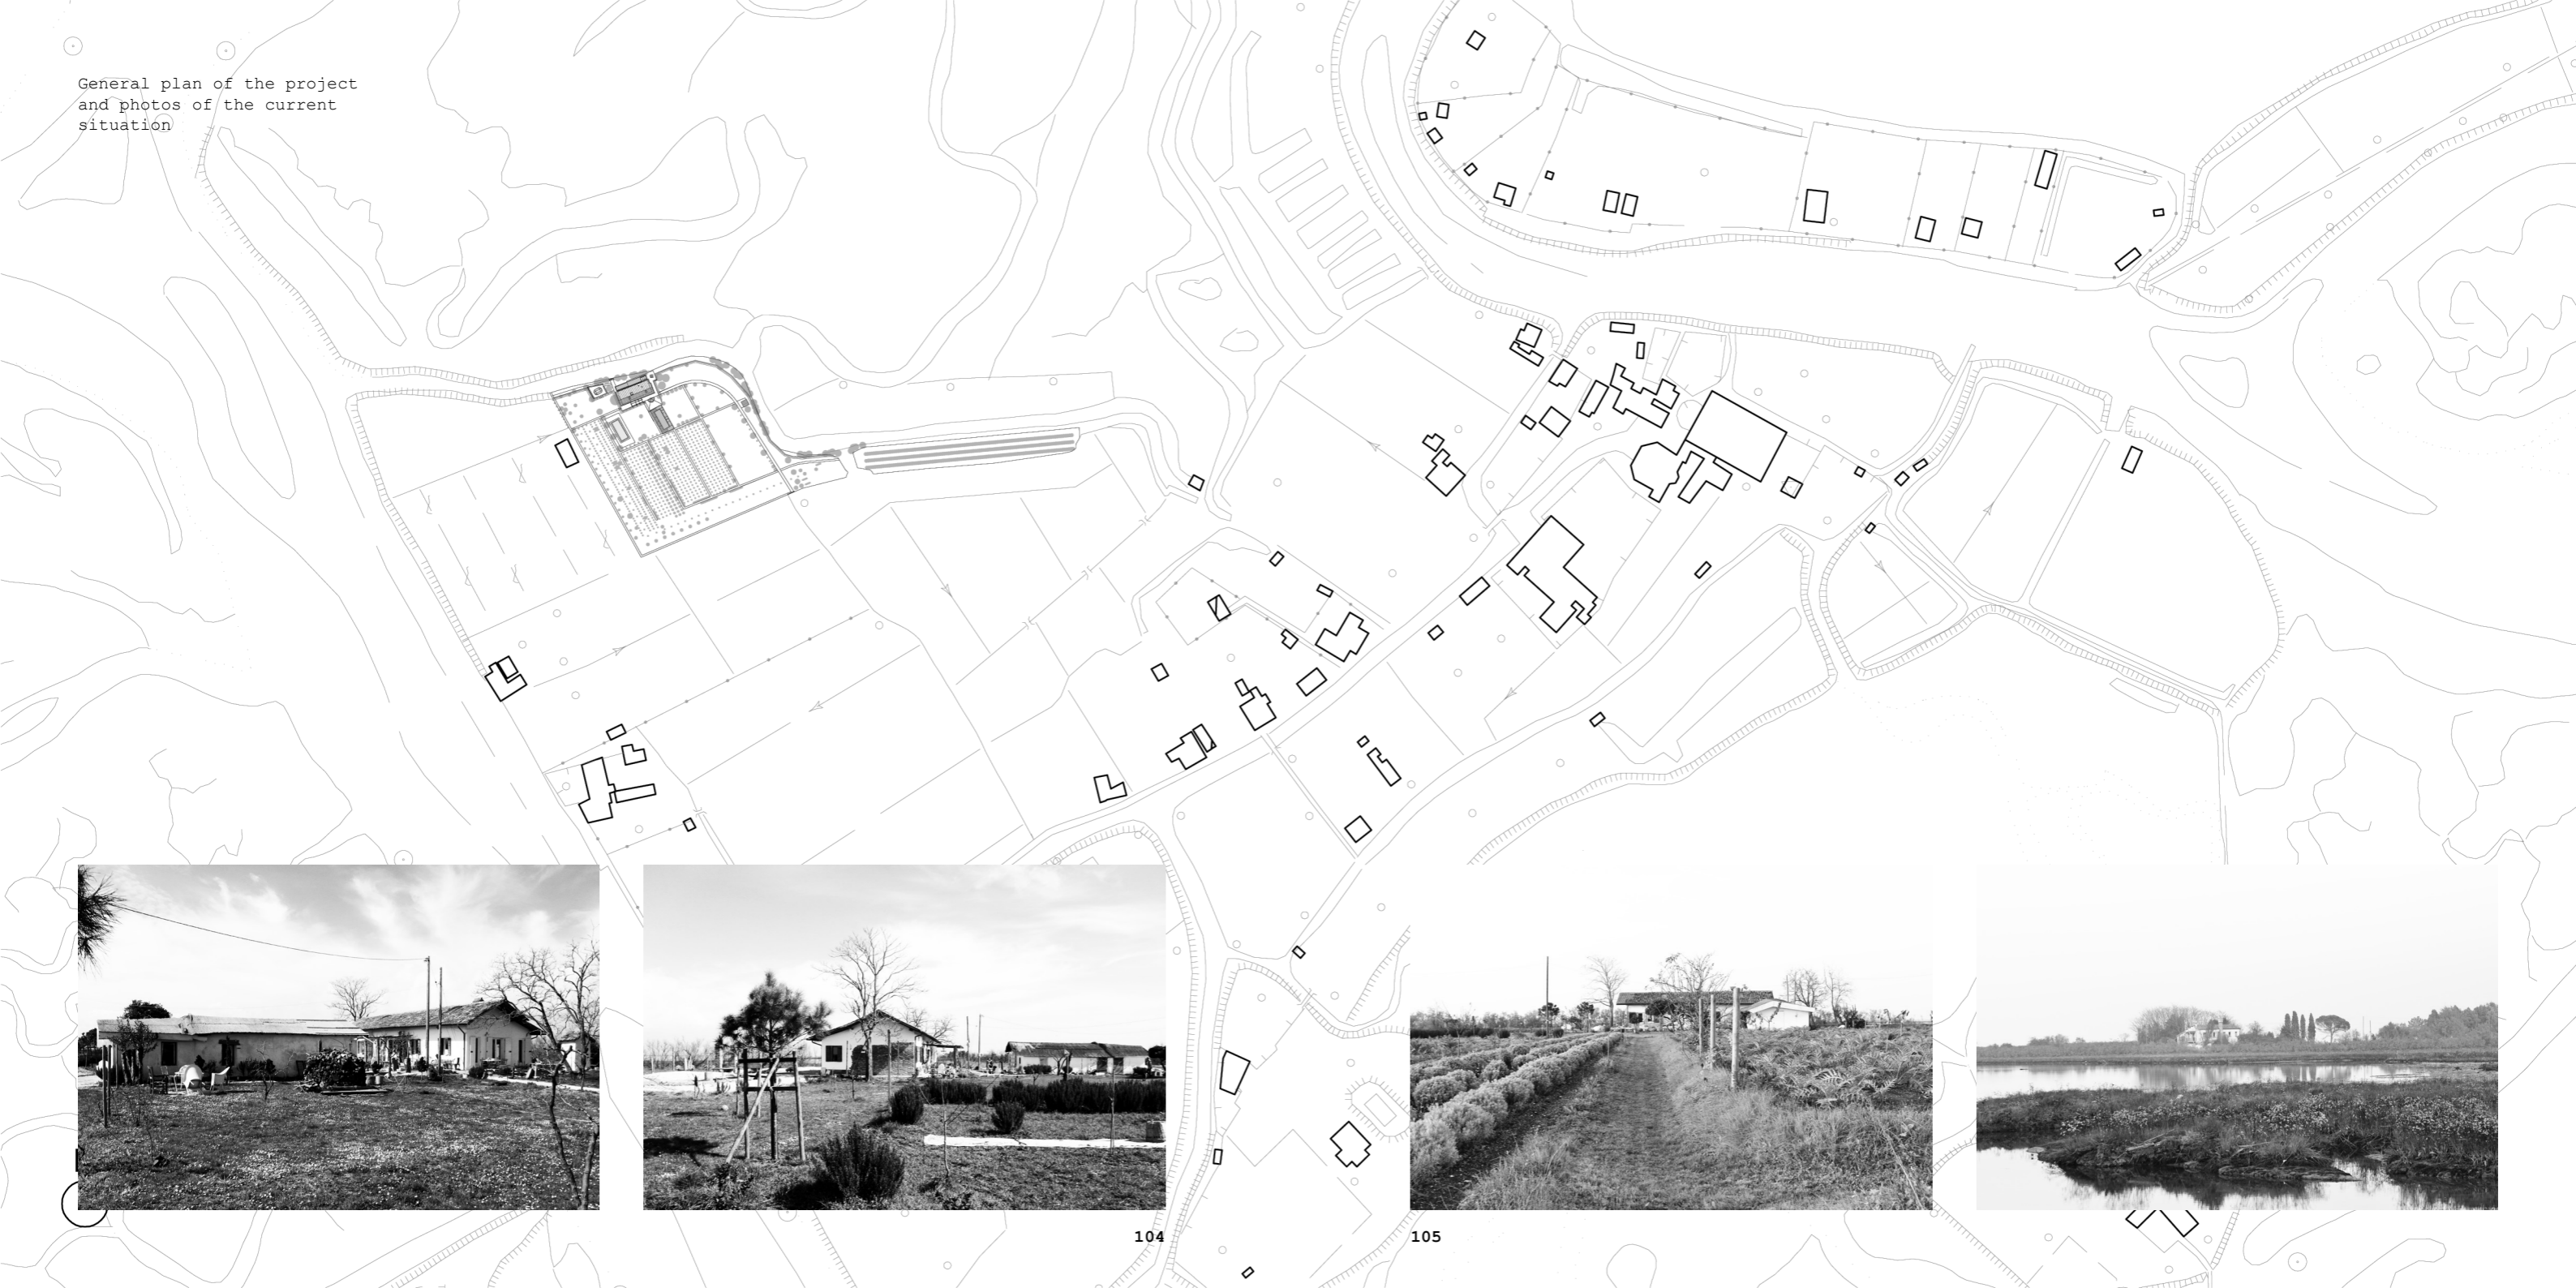 General plan of the project
and photos of the current
situation
104
105